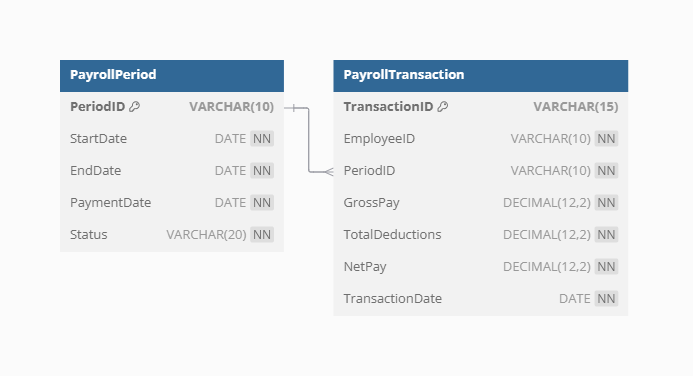 PayrollPeriod
PeriodID VARCHAR(10)
StartDate DATE NN
EndDate DATE NN
PaymentDate DATE NN
Status VARCHAR(20) NN
PayrollTransaction
TransactionID VARCHAR(15)
EmployeeID VARCHAR(10) NN
PeriodID VARCHAR(10) NN
GrossPay DECIMAL(12,2) NN
TotalDeductions DECIMAL(12,2) NN
NetPay DECIMAL(12,2) NN
TransactionDate DATE NN